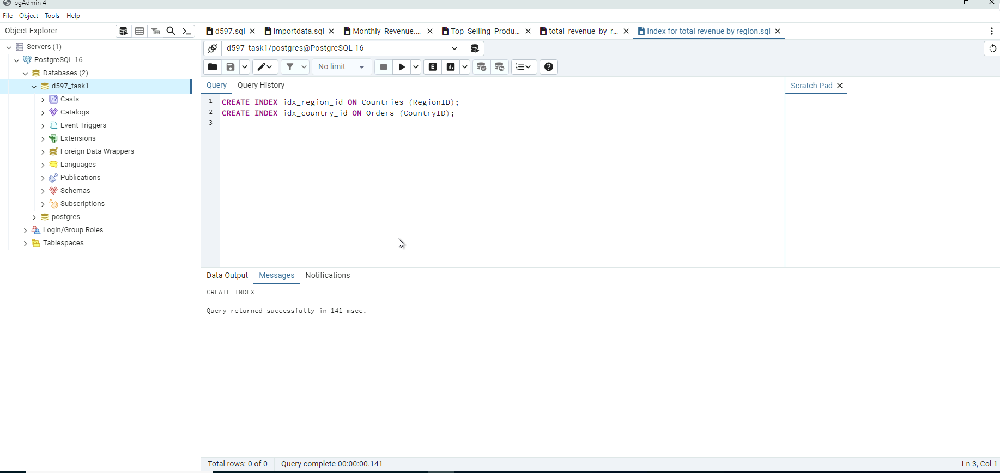 pgAdmin 4
File Object Tools Help
Object Explorer
Servers (1)
PostgreSQL 16
Databases (2)
d597_task1
Casts
Catalogs
Event Triggers
Extensions
Foreign Data Wrappers
Languages
Publications
Schemas
Subscriptions
postgres
Login/Group Roles
Tablespaces
d597.sql importdata.sql Monthly_Revenue.... Top_Selling_Produ... total_revenue_by_r... Index for total revenue by region.sql
d597_task1/postgres@PostgreSQL 16
No limit E
Query Query History
1 CREATE INDEX idx_region_id ON Countries (RegionID);
2 CREATE INDEX idx_country_id ON Orders (CountryID);
3
Scratch Pad
Data Output Messages Notifications
CREATE INDEX
Query returned successfully in 141 msec.
Total rows: 0 of 0 Query complete 00:00:00.141 Ln 3, Col 1